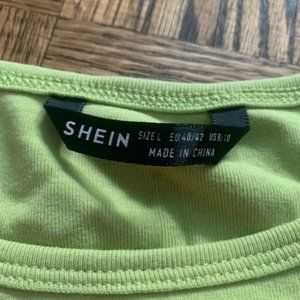 SHEIN SIZE L EU 40/42 US 8/10
MADE IN CHINA